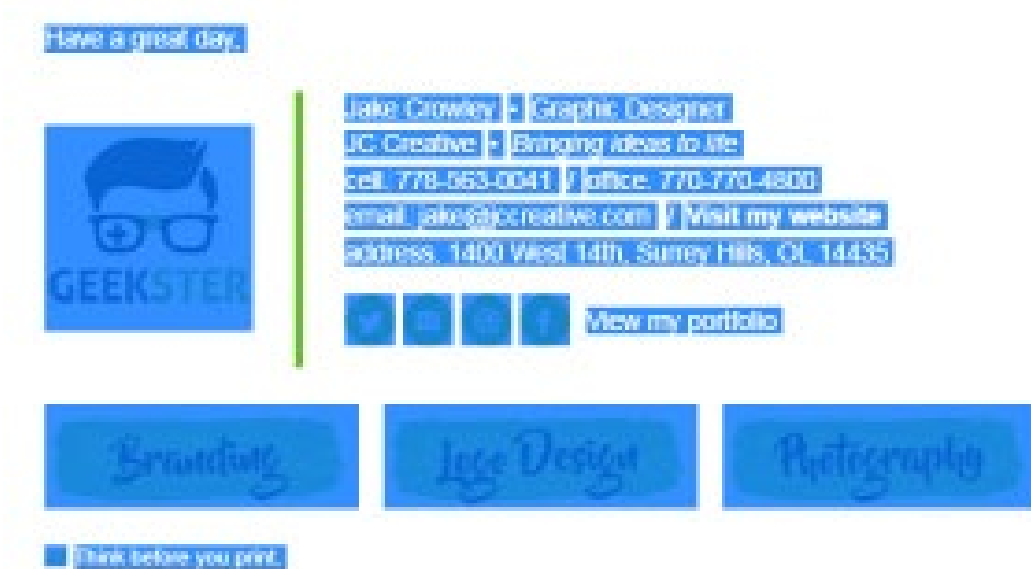 Have a great day,
Jake Crowley • Graphic Designer
JC Creative • Bringing ideas to life
cell. 778-563-0041 / office. 770-770-4800
email. jake@jccreative.com / Visit my website
address. 1400 West 14th, Surrey Hills, OL 14435
GEEKSTER
View my portfolio
Branding Logo Design Photography
Think before you print.